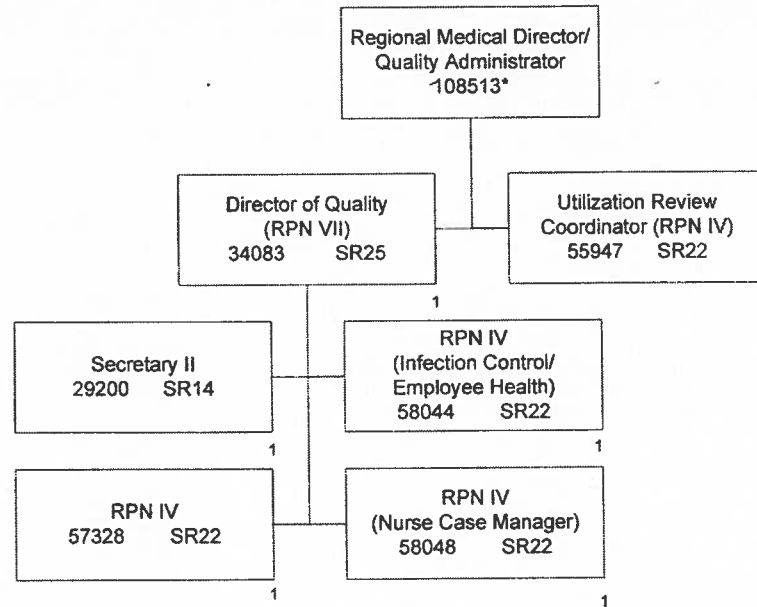 Regional Medical Director/
Quality Administrator
108513*
Director of Quality
(RPN VII)
34083 SR25
1
Utilization Review
Coordinator (RPN IV)
55947 SR22
Secretary II
29200 SR14
1
RPN IV
(Infection Control/
Employee Health)
58044 SR22
1
RPN IV
57328 SR22
1
RPN IV
(Nurse Case Manager)
58048 SR22
1